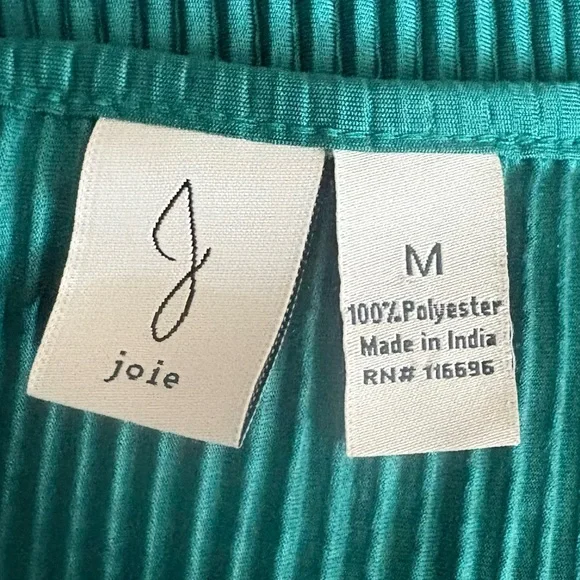 J
joie
M
100% Polyester
Made in India
RN# 116696